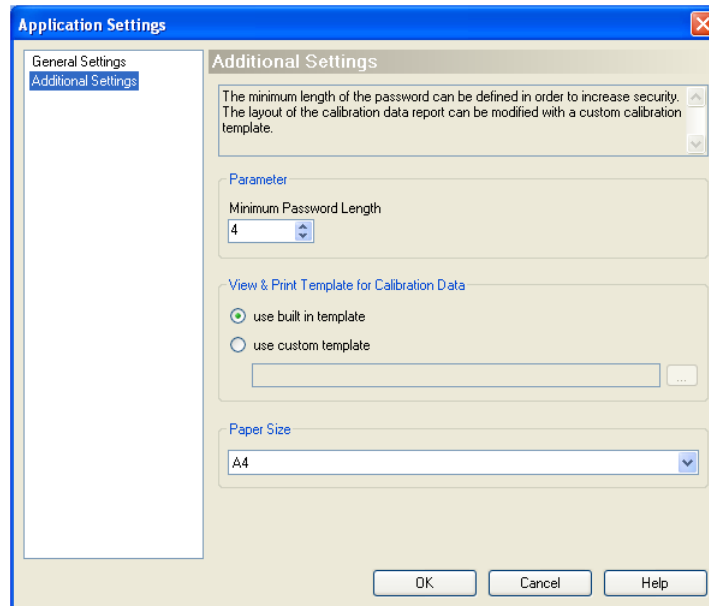 Application Settings
General Settings
Additional Settings
Additional Settings
The minimum length of the password can be defined in order to increase security.
The layout of the calibration data report can be modified with a custom calibration
template.
Parameter
Minimum Password Length
4
View & Print Template for Calibration Data
use built in template
use custom template
...
Paper Size
A4
OK
Cancel
Help